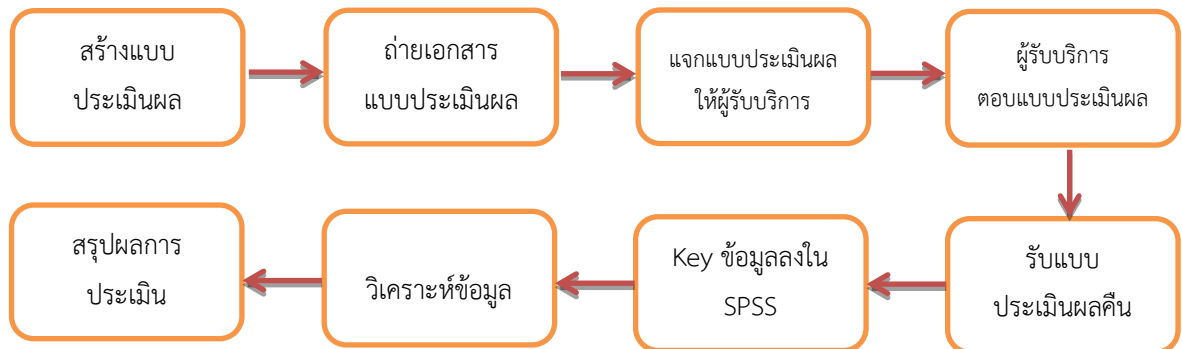 สร้างแบบ
ประเมินผล
ถ่ายเอกสาร
แบบประเมินผล
แจกแบบประเมินผล
ให้ผู้รับบริการ
ผู้รับบริการ
ตอบแบบประเมินผล
รับแบบ
ประเมินผลคืน
Key ข้อมูลลงใน
SPSS
วิเคราะห์ข้อมูล
สรุปผลการ
ประเมิน